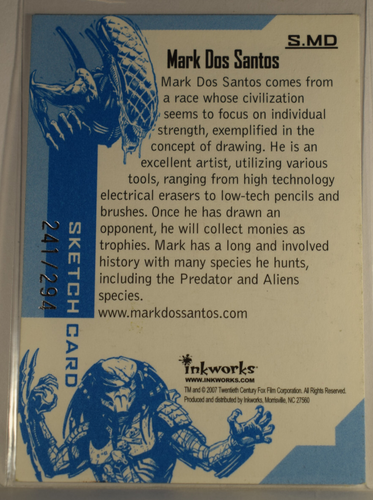 S.MD
Mark Dos Santos
Mark Dos Santos comes from
a race whose civilization
seems to focus on individual
strength, exemplified in the
concept of drawing. He is an
excellent artist, utilizing various
tools, ranging from high technology
electrical erasers to low-tech pencils and
brushes. Once he has drawn an
opponent, he will collect monies as
trophies. Mark has a long and involved
history with many species he hunts,
including the Predator and Aliens
species.
www.markdossantos.com
SKETCH CARD
241/294
inkworks
WWW.INKWORKS.COM
TM and © 2007 Twentieth Century Fox Film Corporation. All Rights Reserved.
Produced and distributed by Inkworks, Morrisville, NC 27560